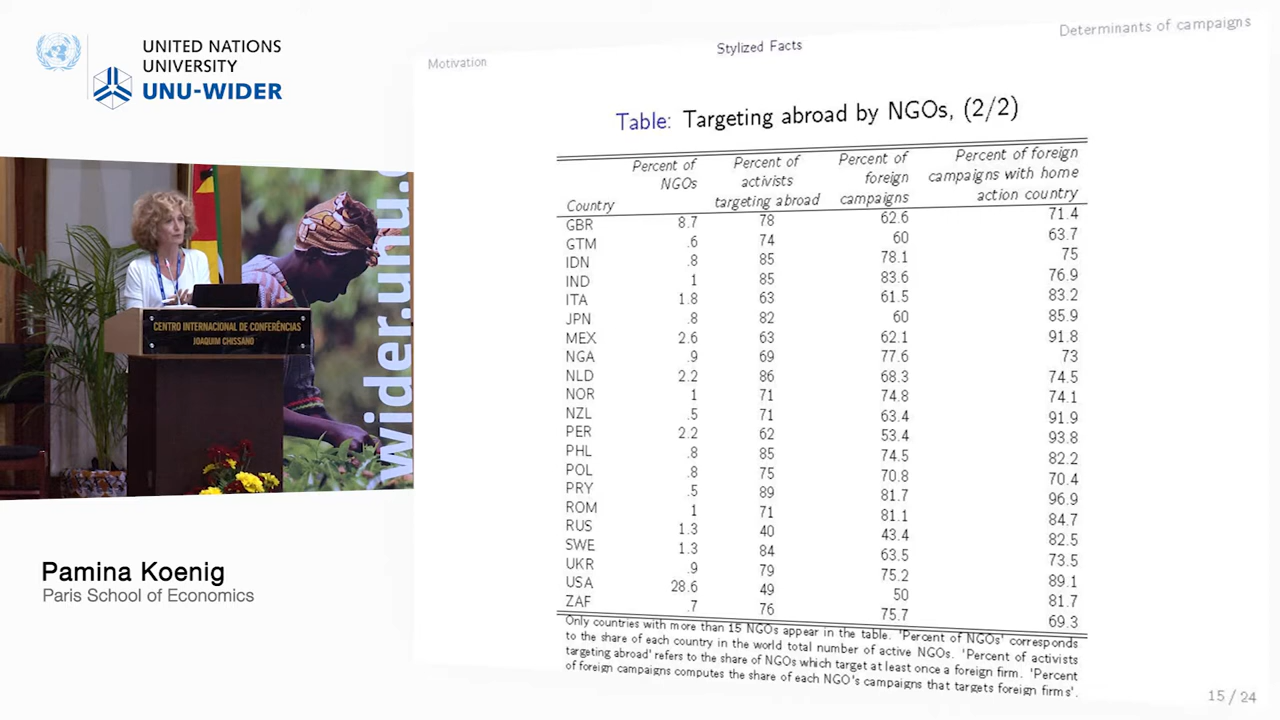 UNITED NATIONS
UNIVERSITY
UNU-WIDER
Motivation
Stylized Facts
Determinants of campaigns
Table: Targeting abroad by NGOs, (2/2)
Country Percent of NGOs Percent of activists targeting abroad Percent of foreign campaigns Percent of foreign campaigns with home action country
GBR 8.7 78 62.6 71.4
GTM .6 74 60 63.7
IDN .8 85 78.1 75
IND 1 85 83.6 76.9
ITA 1.8 63 61.5 83.2
JPN .8 82 60 85.9
MEX 2.6 63 62.1 91.8
NGA .9 69 77.6 73
NLD 2.2 86 68.3 74.5
NOR 1 71 74.8 74.1
NZL .5 71 63.4 91.9
PER 2.2 62 53.4 93.8
PHL .8 85 74.5 82.2
POL .8 75 70.8 70.4
PRY .5 89 81.7 96.9
ROM 1 71 81.1 84.7
RUS 1.3 40 43.4 82.5
SWE 1.3 84 63.5 73.5
UKR .9 79 75.2 89.1
USA 28.6 49 50 81.7
ZAF .7 76 75.7 69.3
Only countries with more than 15 NGOs appear in the table. 'Percent of NGOs' corresponds
to the share of each country in the world total number of active NGOs. 'Percent of activists
targeting abroad' refers to the share of NGOs which target at least once a foreign firm. 'Percent
of foreign campaigns computes the share of each NGO's campaigns that targets foreign firms'.
15 / 24
wider.unu.
CENTRO INTERNACIONAL DE CONFERÊNCIAS
JOAQUIM CHISSANO
Pamina Koenig
Paris School of Economics